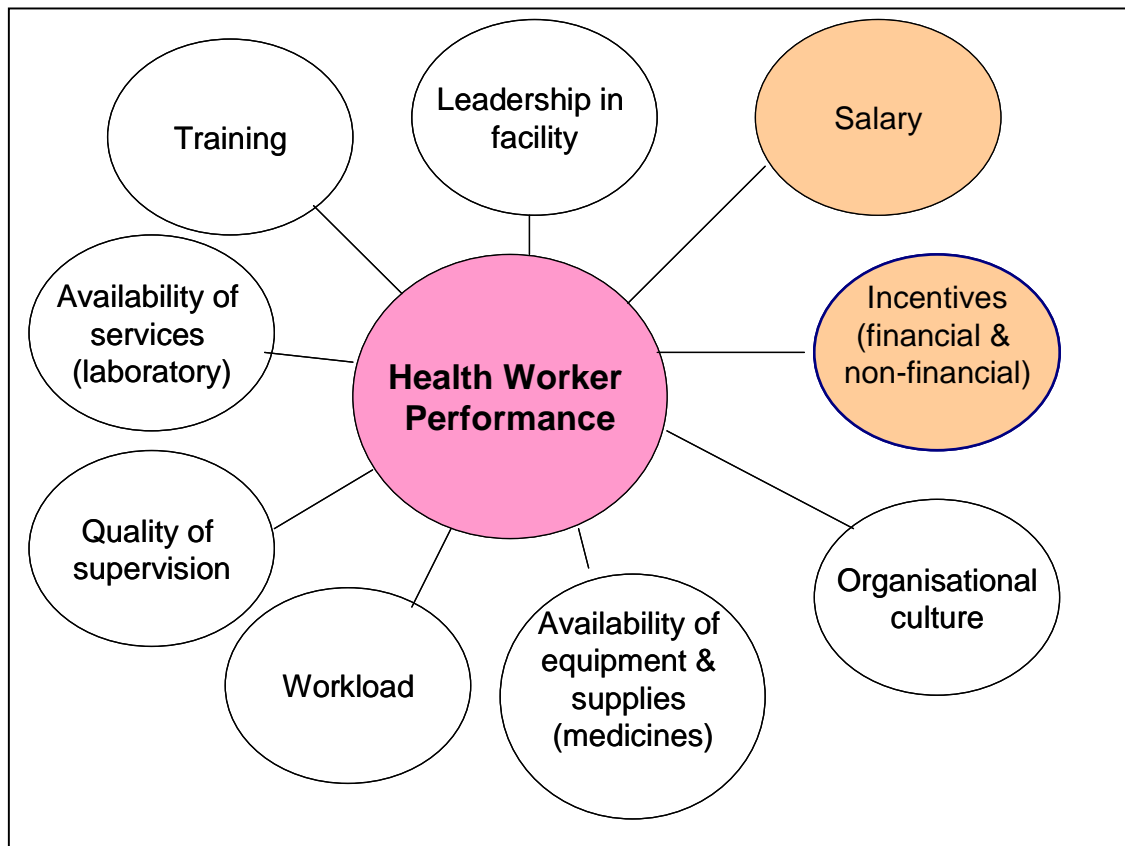 Leadership in
facility
Salary
Training
Availability of
services
(laboratory)
Incentives
(financial &
non-financial)
Health Worker
Performance
Quality of
supervision
Organisational
culture
Workload
Availability of
equipment &
supplies
(medicines)